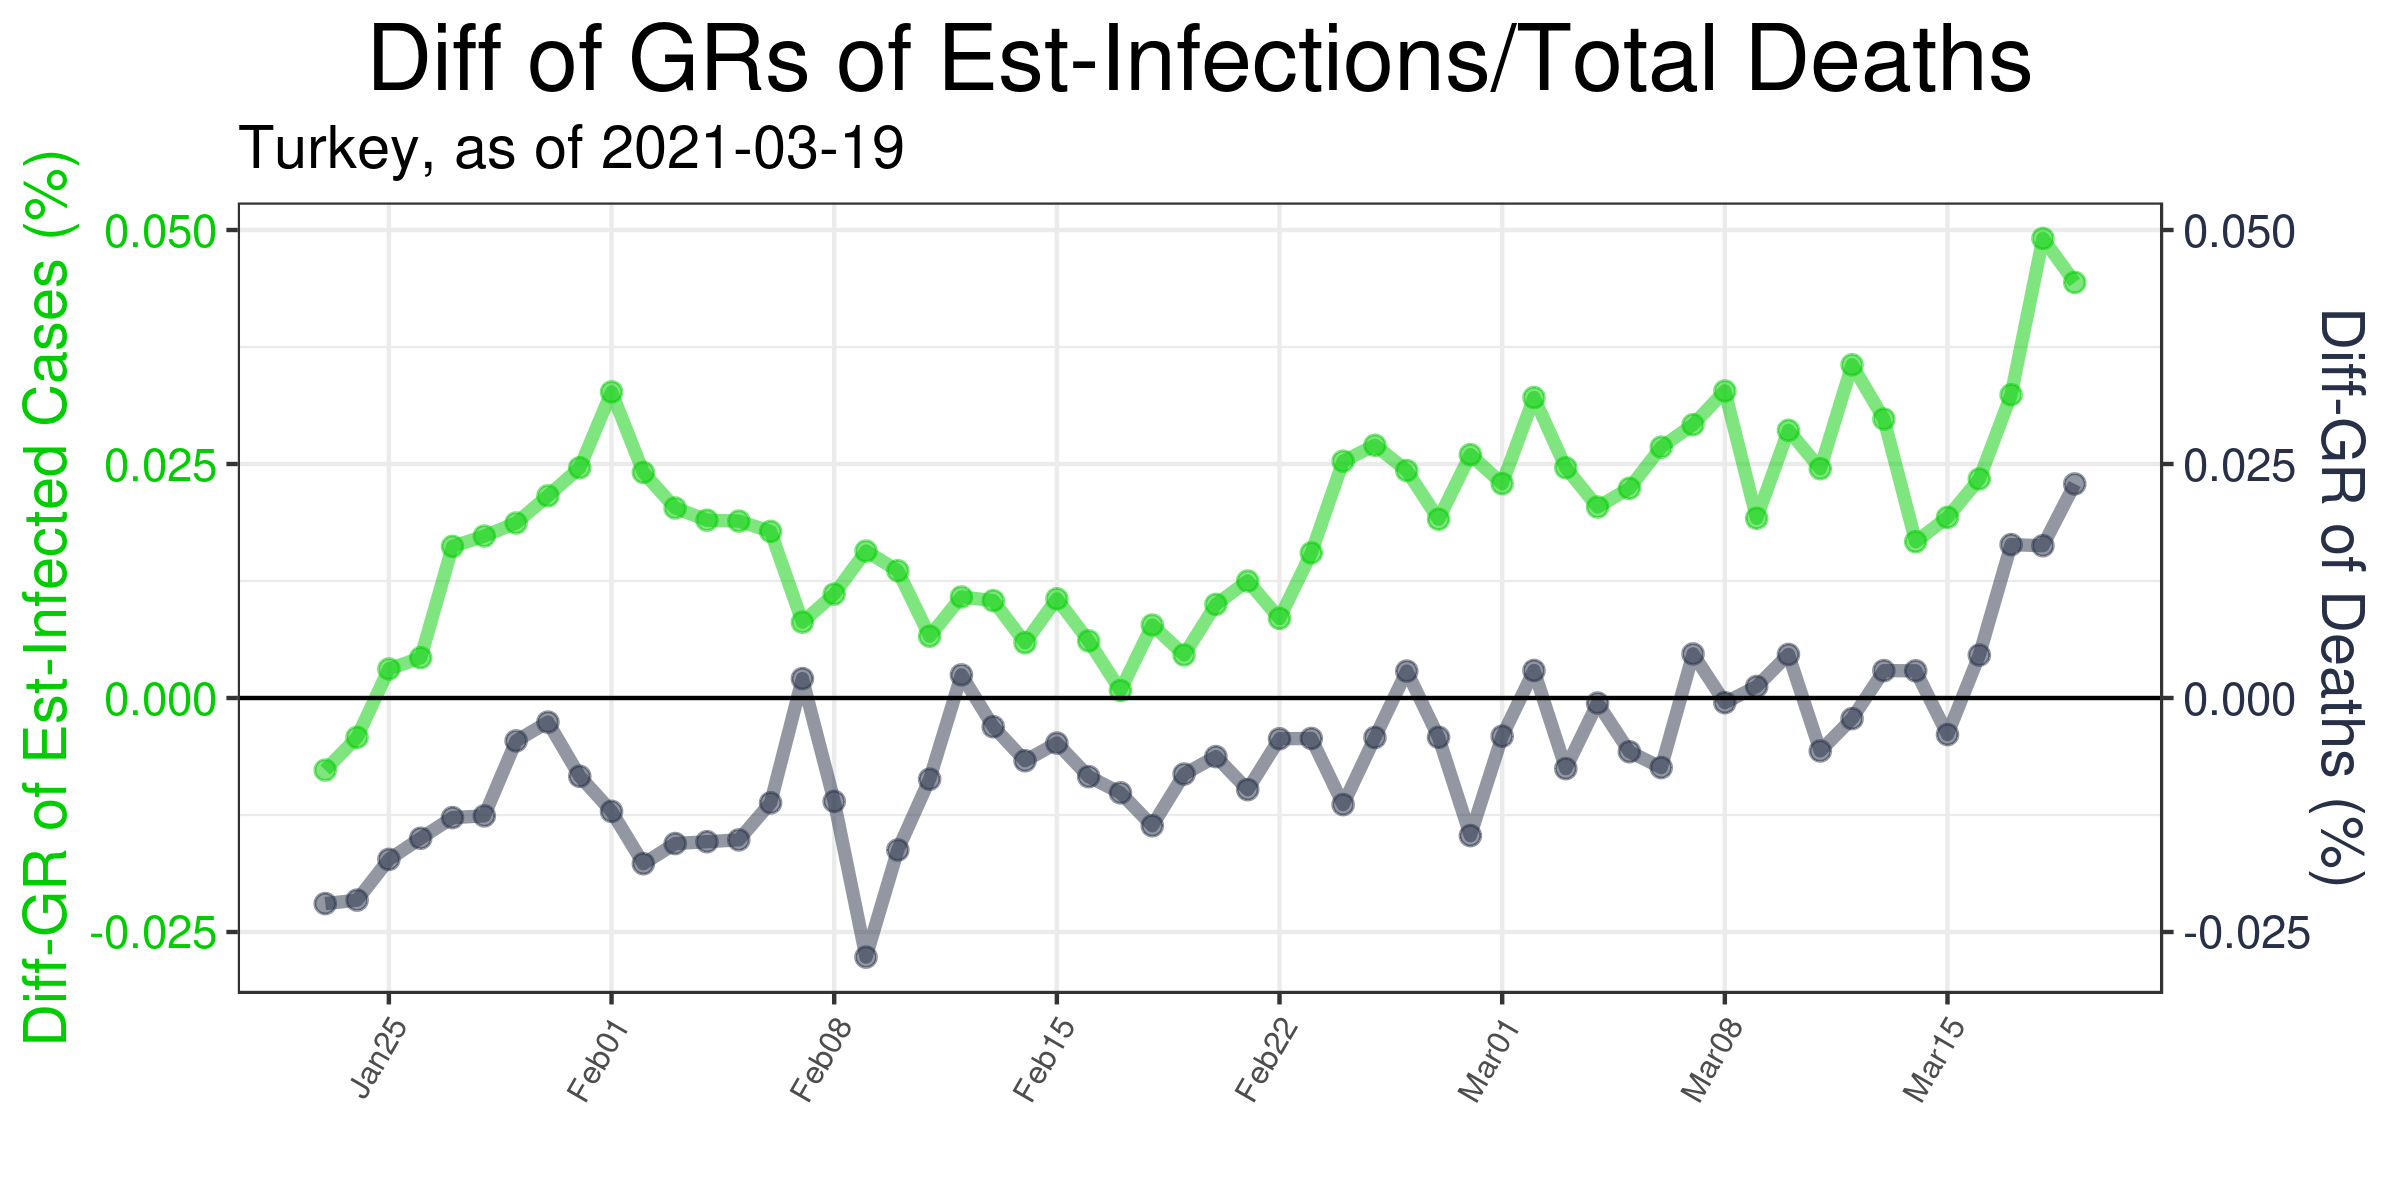 Diff of GRs of Est-Infections/Total Deaths
Turkey, as of 2021-03-19
Diff-GR of Est-Infected Cases (%)
0.050
0.025
0.000
-0.025
0.050
0.025
0.000
-0.025
Diff-GR of Deaths (%)
Jan25
Feb01
Feb08
Feb15
Feb22
Mar01
Mar08
Mar15